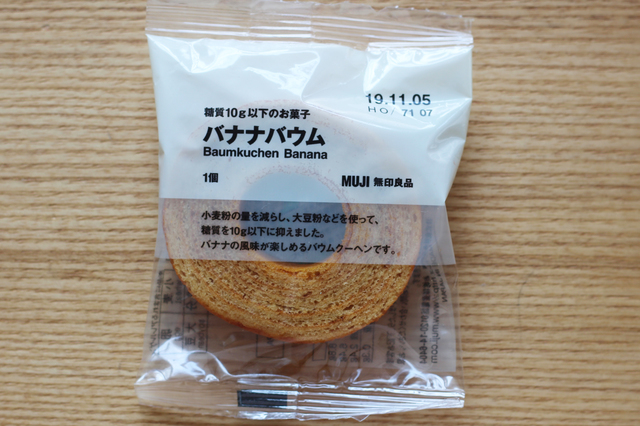 19.11.05
HO/ 71 07
糖質10g以下のお菓子
バナナバウム
Baumkuchen Banana
1個
MUJI 無印良品
小麦粉の量を減らし、大豆粉などを使って、
糖質を10g以下に抑えました。
バナナの風味が楽しめるバウムクーヘンです。